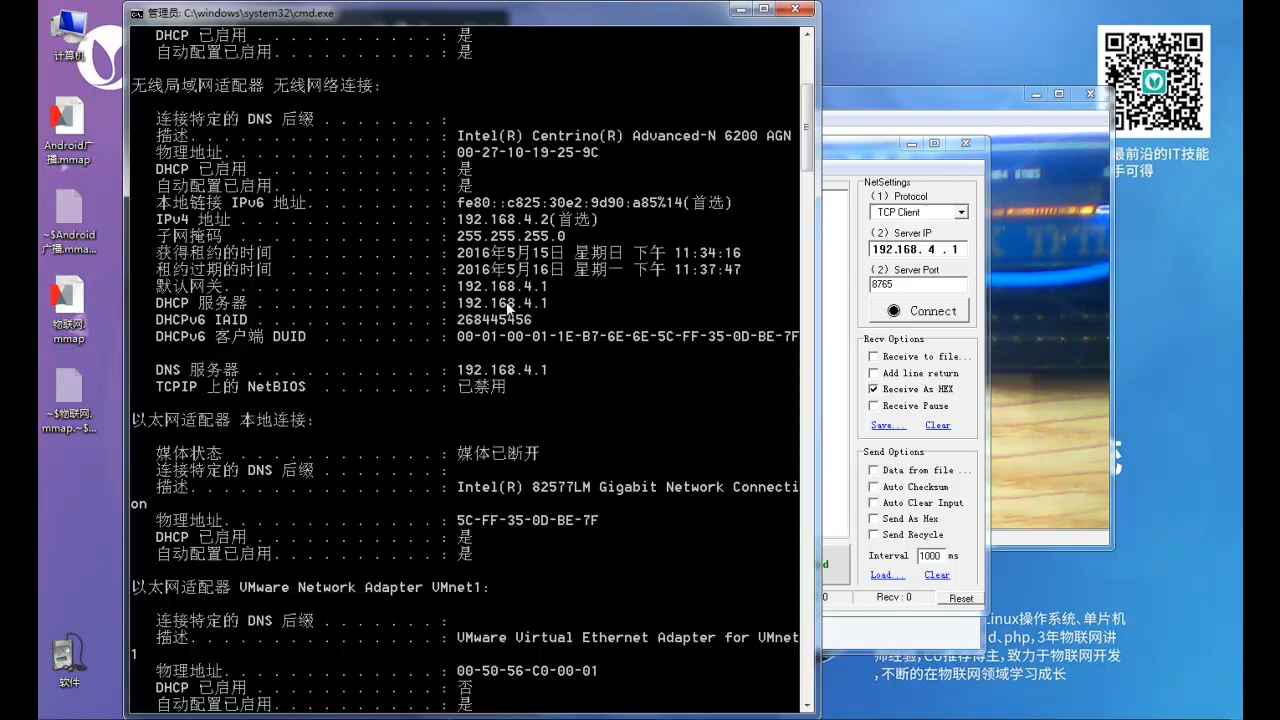 管理员: C:\windows\system32\cmd.exe
DHCP 已启用 . . . . . . . . . . . : 是
自动配置已启用. . . . . . . . . . : 是
无线局域网适配器 无线网络连接:
连接特定的 DNS 后缀 . . . . . . . :
描述. . . . . . . . . . . . . . . : Intel(R) Centrino(R) Advanced-N 6200 AGN
物理地址. . . . . . . . . . . . . : 00-27-10-19-25-9C
DHCP 已启用 . . . . . . . . . . . : 是
自动配置已启用. . . . . . . . . . : 是
本地链接 IPv6 地址. . . . . . . . : fe80::c825:30e2:9d90:a85%14(首选)
IPv4 地址 . . . . . . . . . . . . : 192.168.4.2(首选)
子网掩码 . . . . . . . . . . . . : 255.255.255.0
获得租约的时间 . . . . . . . . . : 2016年5月15日 星期日 下午 11:34:16
租约过期的时间 . . . . . . . . . : 2016年5月16日 星期一 下午 11:37:47
默认网关. . . . . . . . . . . . . : 192.168.4.1
DHCP 服务器 . . . . . . . . . . . : 192.168.4.1
DHCPv6 IAID . . . . . . . . . . . : 268445456
DHCPv6 客户端 DUID . . . . . . . : 00-01-00-01-1E-B7-6E-6E-5C-FF-35-0D-BE-7F
DNS 服务器 . . . . . . . . . . . : 192.168.4.1
TCPIP 上的 NetBIOS . . . . . . . : 已禁用
以太网适配器 本地连接:
媒体状态 . . . . . . . . . . . . : 媒体已断开
连接特定的 DNS 后缀 . . . . . . . :
描述. . . . . . . . . . . . . . . : Intel(R) 82577LM Gigabit Network Connecti
on
物理地址. . . . . . . . . . . . . : 5C-FF-35-0D-BE-7F
DHCP 已启用 . . . . . . . . . . . : 是
自动配置已启用. . . . . . . . . . : 是
以太网适配器 VMware Network Adapter VMnet1:
连接特定的 DNS 后缀 . . . . . . . :
描述. . . . . . . . . . . . . . . : VMware Virtual Ethernet Adapter for VMnet
1
物理地址. . . . . . . . . . . . . : 00-50-56-C0-00-01
DHCP 已启用 . . . . . . . . . . . : 否
自动配置已启用. . . . . . . . . . : 是
计算机
Android广
播.mmap
~$Android
广播.mma...
物联网.
mmap
~$物联网.
mmap.~$...
软件
NetSettings
(1) Protocol
TCP Client
(2) Server IP
192.168. 4 . 1
(2) Server Port
8765
Connect
Recv Options
Receive to file...
Add line return
Receive As HEX
Receive Pause
Save...
Clear
Send Options
Data from file ...
Auto Checksum
Auto Clear Input
Send As Hex
Send Recycle
Interval 1000 ms
Load...
Clear
Recv : 0
Reset
最前沿的IT技能
手可得
inux操作系统、单片机
d、php，3年物联网讲
师经验，CU推荐博主，致力于物联网开发
，不断的在物联网领域学习成长